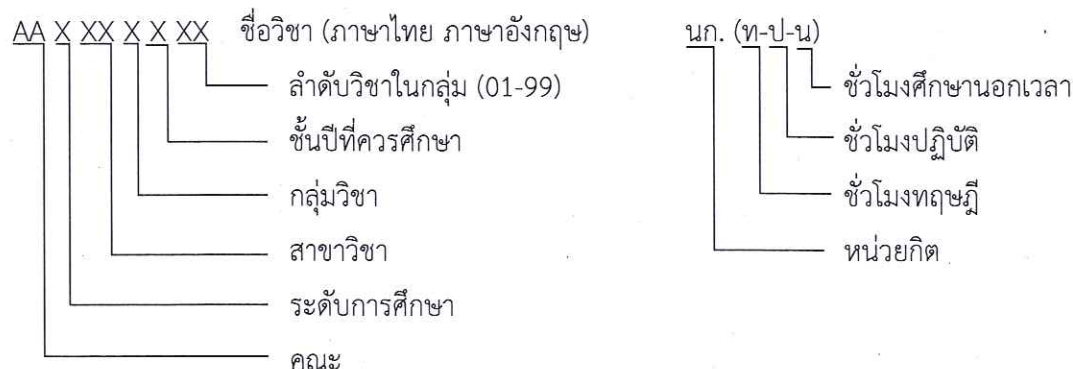 AA X XX X X XX ชื่อวิชา (ภาษาไทย ภาษาอังกฤษ) นก. (ท-ป-น)
ลำดับวิชาในกลุ่ม (01-99) ชั่วโมงศึกษานอกเวลา
ชั้นปีที่ควรศึกษา ชั่วโมงปฏิบัติ
กลุ่มวิชา ชั่วโมงทฤษฎี
สาขาวิชา หน่วยกิต
ระดับการศึกษา
คณะ